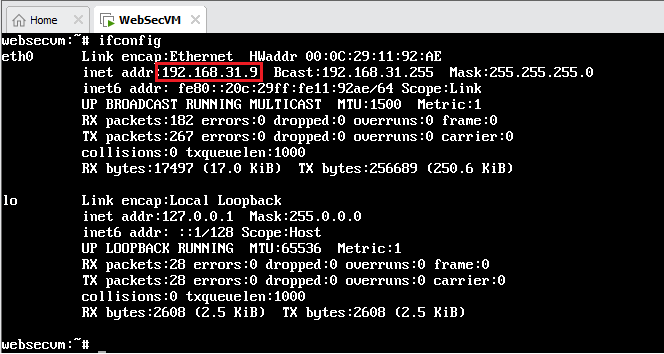 Home WebSecVM
websecvm:~# ifconfig
eth0      Link encap:Ethernet  HWaddr 00:0C:29:11:92:AE
          inet addr:192.168.31.9  Bcast:192.168.31.255  Mask:255.255.255.0
          inet6 addr: fe80::20c:29ff:fe11:92ae/64 Scope:Link
          UP BROADCAST RUNNING MULTICAST  MTU:1500  Metric:1
          RX packets:182 errors:0 dropped:0 overruns:0 frame:0
          TX packets:267 errors:0 dropped:0 overruns:0 carrier:0
          collisions:0 txqueuelen:1000
          RX bytes:17497 (17.0 KiB)  TX bytes:256689 (250.6 KiB)

lo        Link encap:Local Loopback
          inet addr:127.0.0.1  Mask:255.0.0.0
          inet6 addr: ::1/128 Scope:Host
          UP LOOPBACK RUNNING  MTU:65536  Metric:1
          RX packets:28 errors:0 dropped:0 overruns:0 frame:0
          TX packets:28 errors:0 dropped:0 overruns:0 carrier:0
          collisions:0 txqueuelen:1000
          RX bytes:2608 (2.5 KiB)  TX bytes:2608 (2.5 KiB)

websecvm:~#